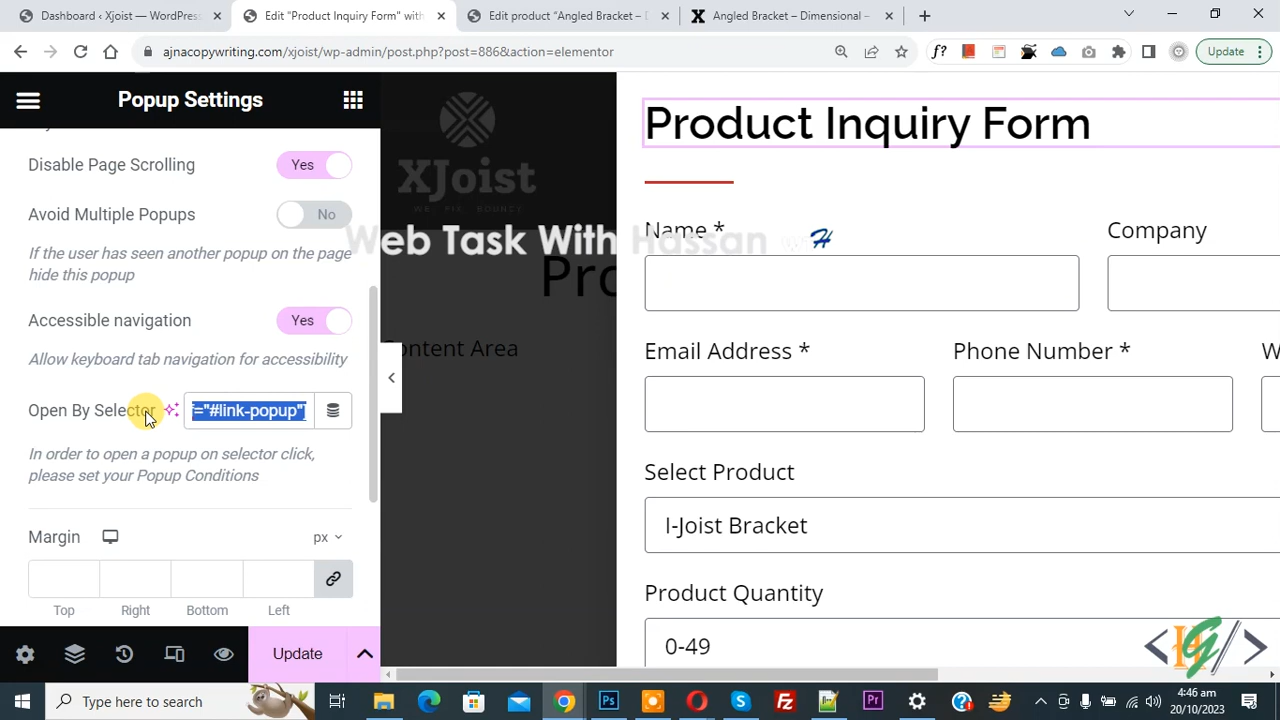 Dashboard ‹ Xjoist — WordPress
Edit "Product Inquiry Form" with
Edit product "Angled Bracket –
Angled Bracket – Dimensional –
ajnacopywriting.com/xjoist/wp-admin/post.php?post=886&action=elementor
f?
Update
Popup Settings
Disable Page Scrolling
Yes
Avoid Multiple Popups
No
If the user has seen another popup on the page
hide this popup
Accessible navigation
Yes
Allow keyboard tab navigation for accessibility
Open By Selector
="#link-popup"]
In order to open a popup on selector click,
please set your Popup Conditions
Margin
px
Top
Right
Bottom
Left
Update
XJoist
Web Task With Hassan
Content Area
Product Inquiry Form
Name *
Company
Email Address *
Phone Number *
Select Product
I-Joist Bracket
Product Quantity
0-49
Type here to search
4:46 am
20/10/2023